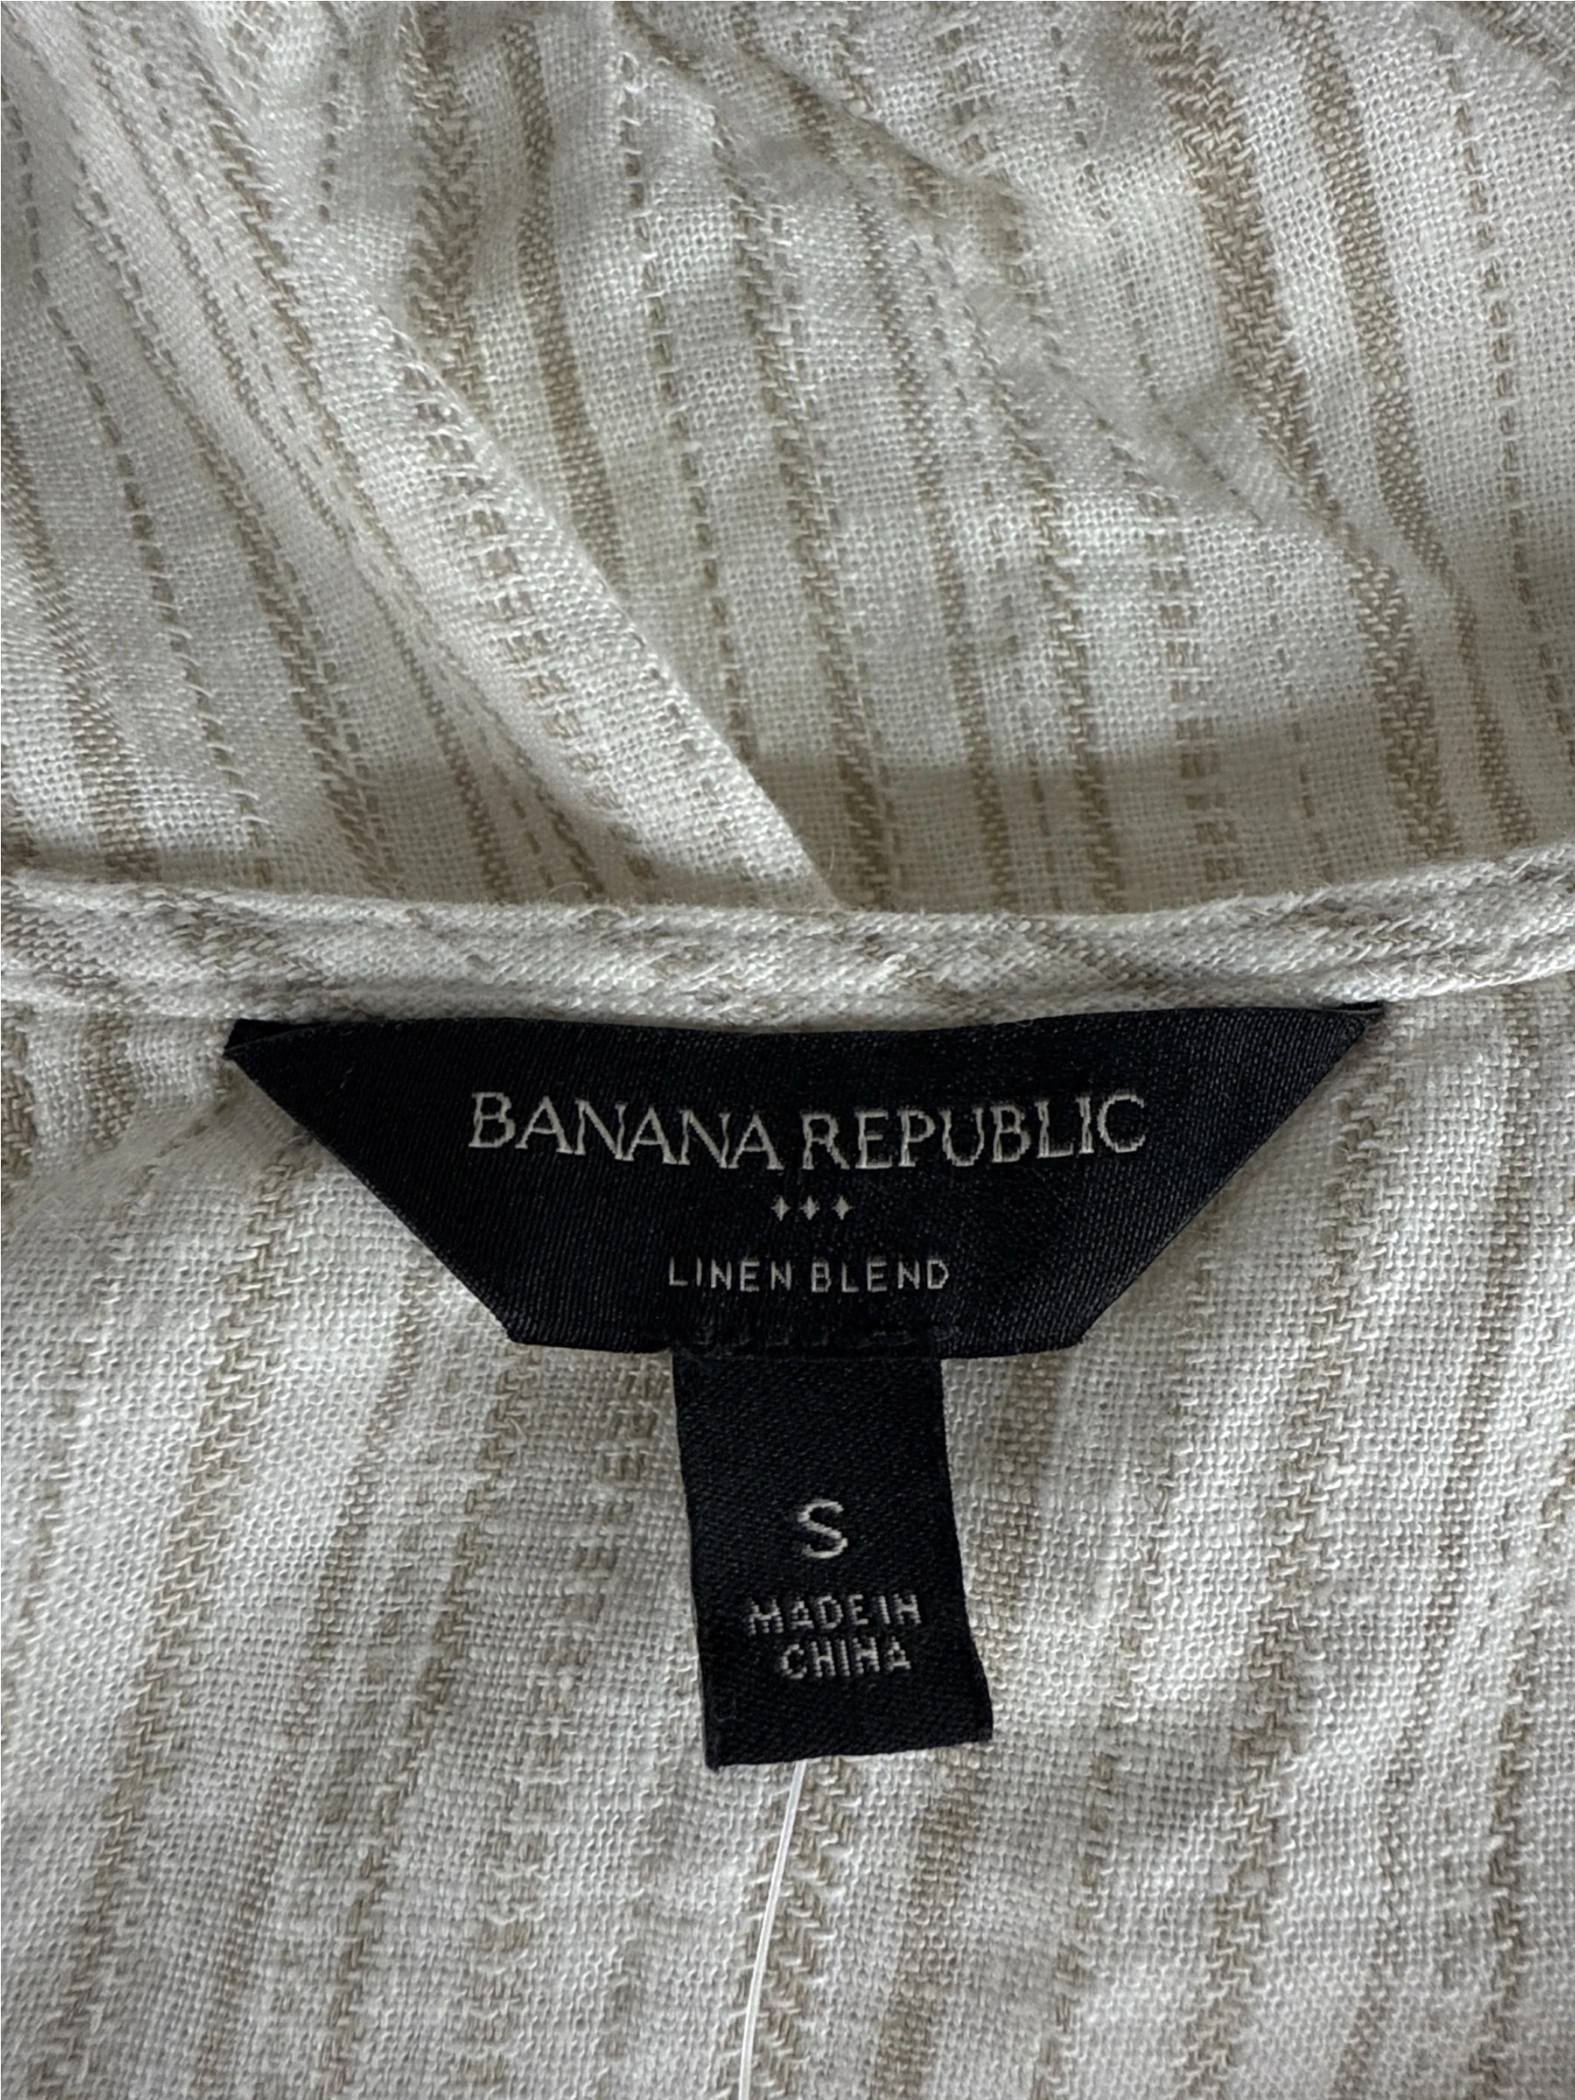 BANANA REPUBLIC
LINEN BLEND
S
MADE IN
CHINA